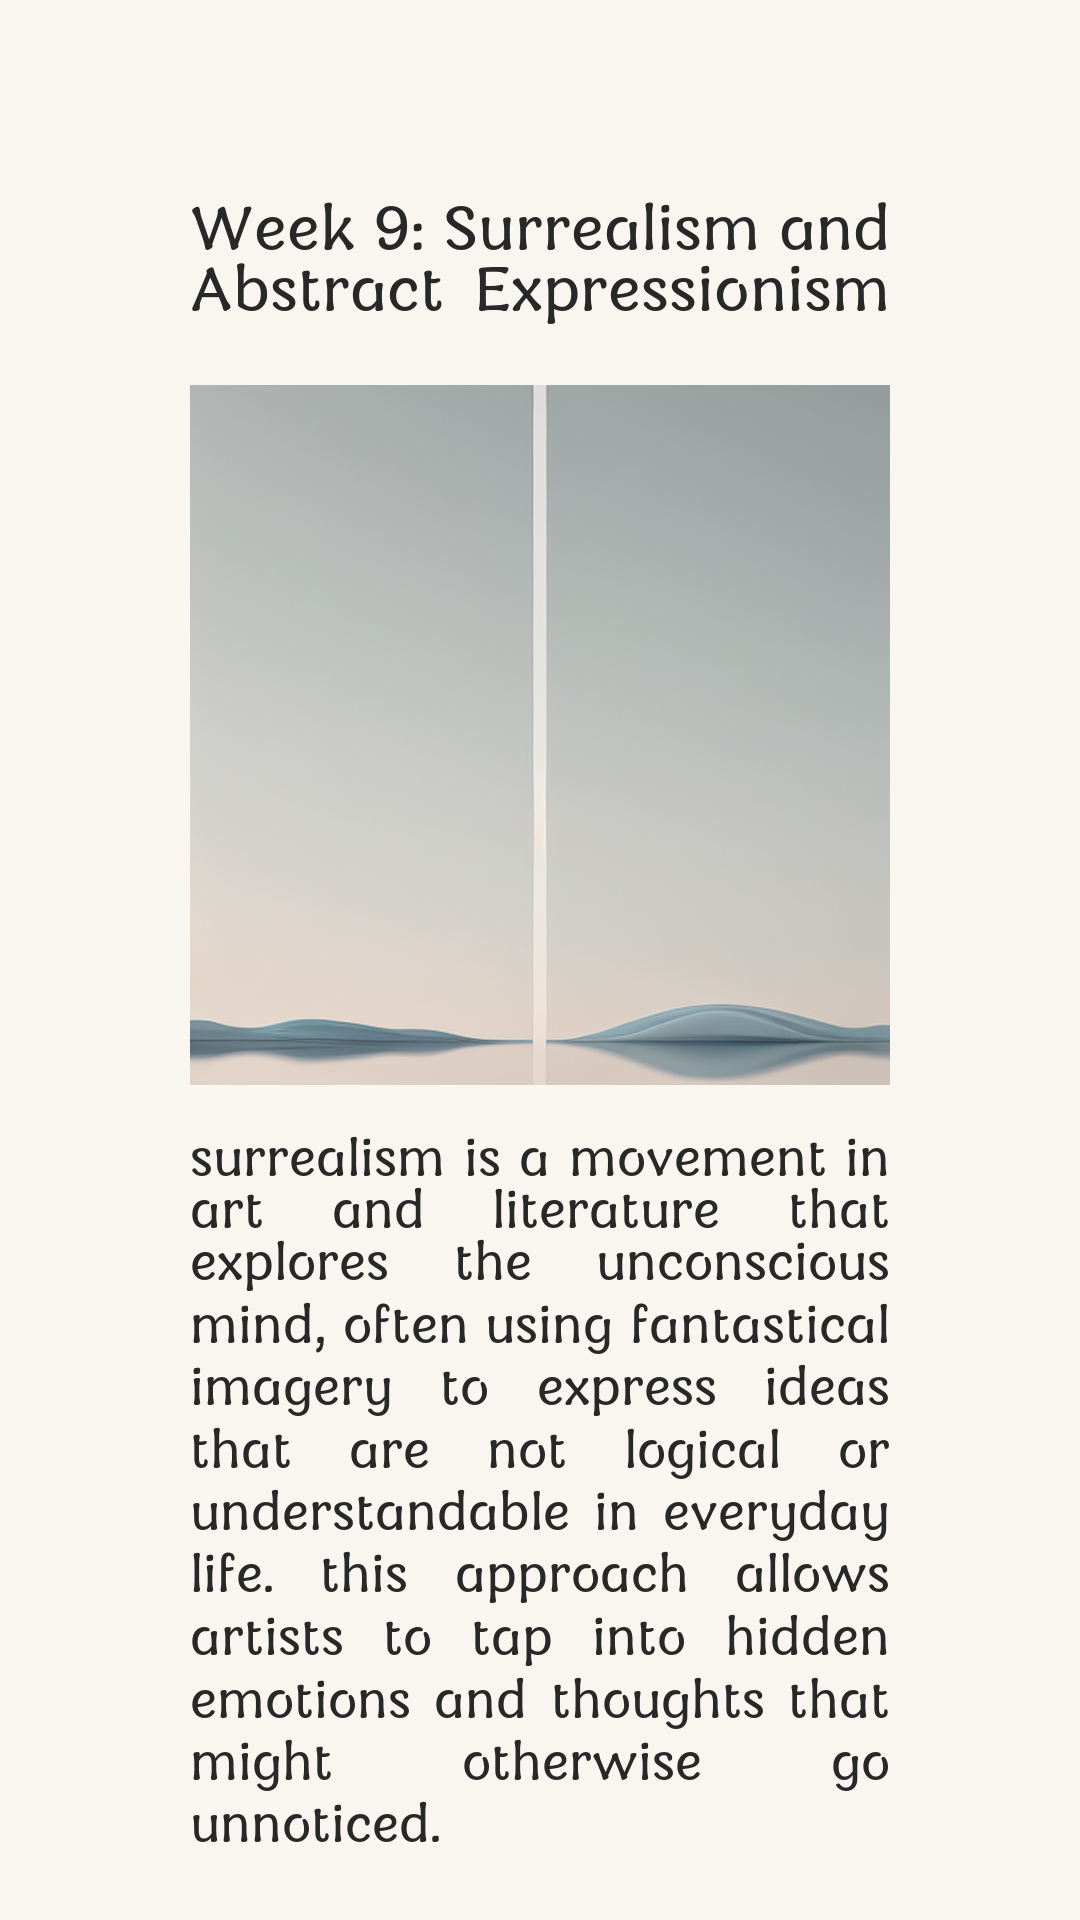 Week 9: Surrealism and
Abstract Expressionism
surrealism is a movement in
art and literature that
explores the unconscious
mind, often using fantastical
imagery to express ideas
that are not logical or
understandable in everyday
life. this approach allows
artists to tap into hidden
emotions and thoughts that
might otherwise go
unnoticed.